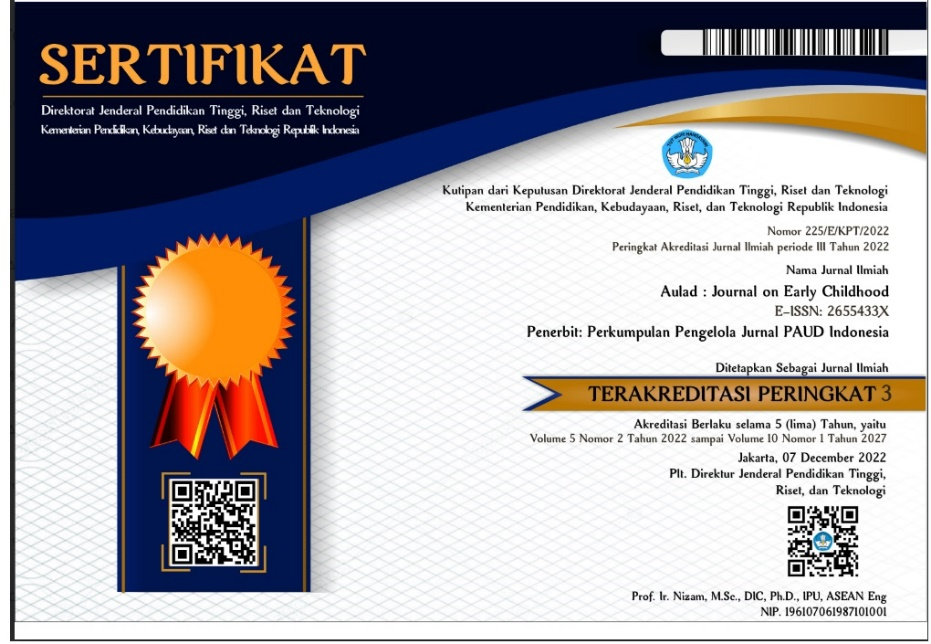 SERTIFIKAT
Direktorat Jenderal Pendidikan Tinggi, Riset dan Teknologi
Kementerian Pendidikan, Kebudayaan, Riset dan Teknologi Republik Indonesia
Kutipan dari Keputusan Direktorat Jenderal Pendidikan Tinggi, Riset dan Teknologi
Kementerian Pendidikan, Kebudayaan, Riset, dan Teknologi Republik Indonesia
Nomor 225/E/KPT/2022
Peringkat Akreditasi Jurnal Ilmiah periode III Tahun 2022
Nama Jurnal Ilmiah
Aulad : Journal on Early Childhood
E-ISSN: 2655433X
Penerbit: Perkumpulan Pengelola Jurnal PAUD Indonesia
Ditetapkan Sebagai Jurnal Ilmiah
TERAKREDITASI PERINGKAT 3
Akreditasi Berlaku selama 5 (lima) Tahun, yaitu
Volume 5 Nomor 2 Tahun 2022 sampai Volume 10 Nomor 1 Tahun 2027
Jakarta, 07 December 2022
Plt. Direktur Jenderal Pendidikan Tinggi,
Riset, dan Teknologi
Prof. Ir. Nizam, M.Sc., DIC, Ph.D., IPU, ASEAN Eng
NIP. 196107061987101001